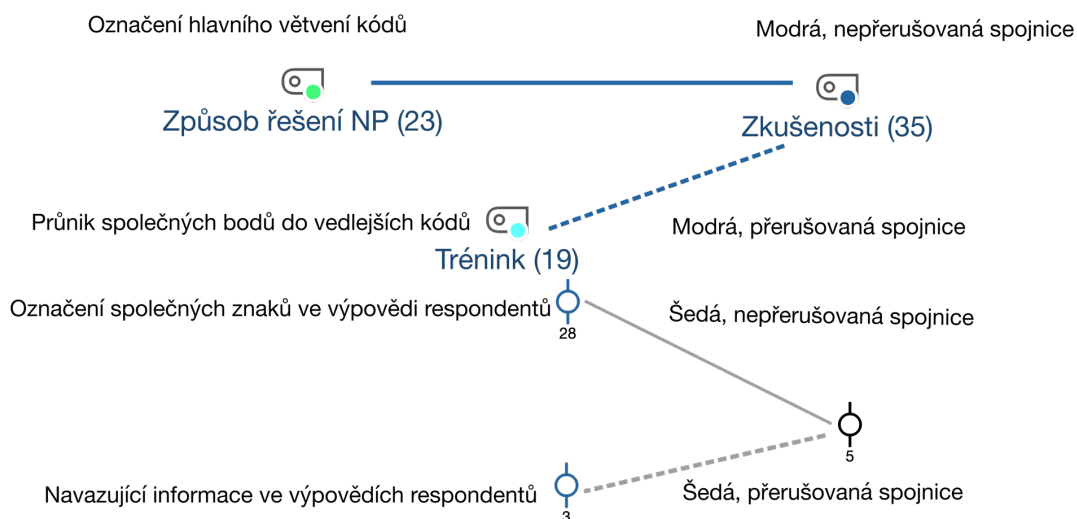 Označení hlavního větvení kódů
Modrá, nepřerušovaná spojnice
Způsob řešení NP (23)
Zkušenosti (35)
Průnik společných bodů do vedlejších kódů
Modrá, přerušovaná spojnice
Trénink (19)
Označení společných znaků ve výpovědi respondentů
Šedá, nepřerušovaná spojnice
28
5
Navazující informace ve výpovědích respondentů
Šedá, přerušovaná spojnice
3